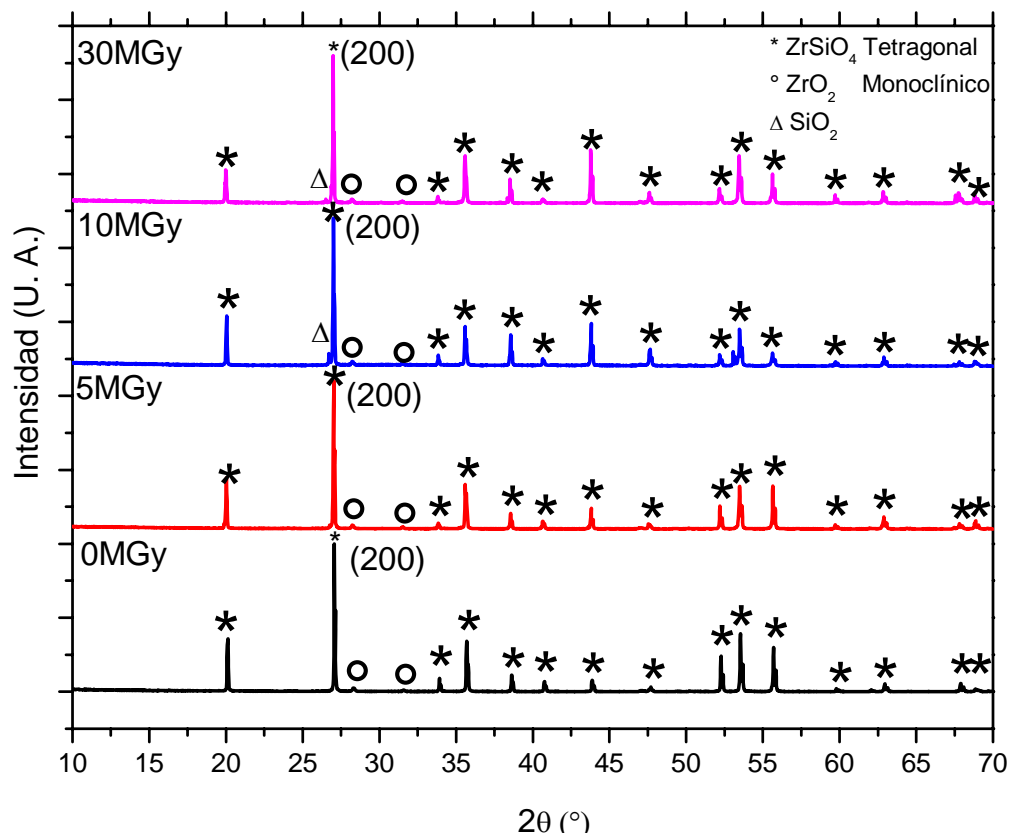 30MGy
*(200)
* ZrSiO₄ Tetragonal
° ZrO₂ Monoclínico
Δ SiO₂
Δ
10MGy
(200)
Δ
5MGy
(200)
0MGy
(200)
Intensidad (U. A.)
10 15 20 25 30 35 40 45 50 55 60 65 70
2θ (°)